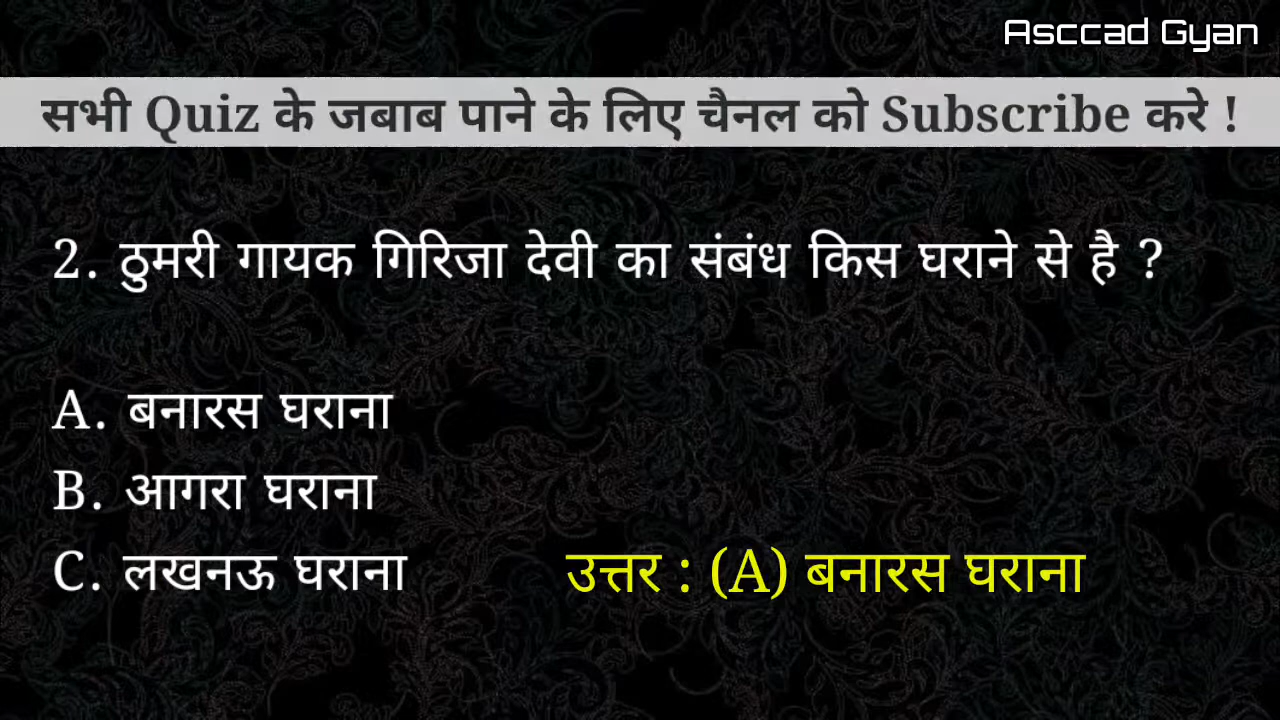 Asccad Gyan
सभी Quiz के जबाब पाने के लिए चैनल को Subscribe करे !
2. ठुमरी गायक गिरिजा देवी का संबंध किस घराने से है ?
A. बनारस घराना
B. आगरा घराना
C. लखनऊ घराना
उत्तर : (A) बनारस घराना